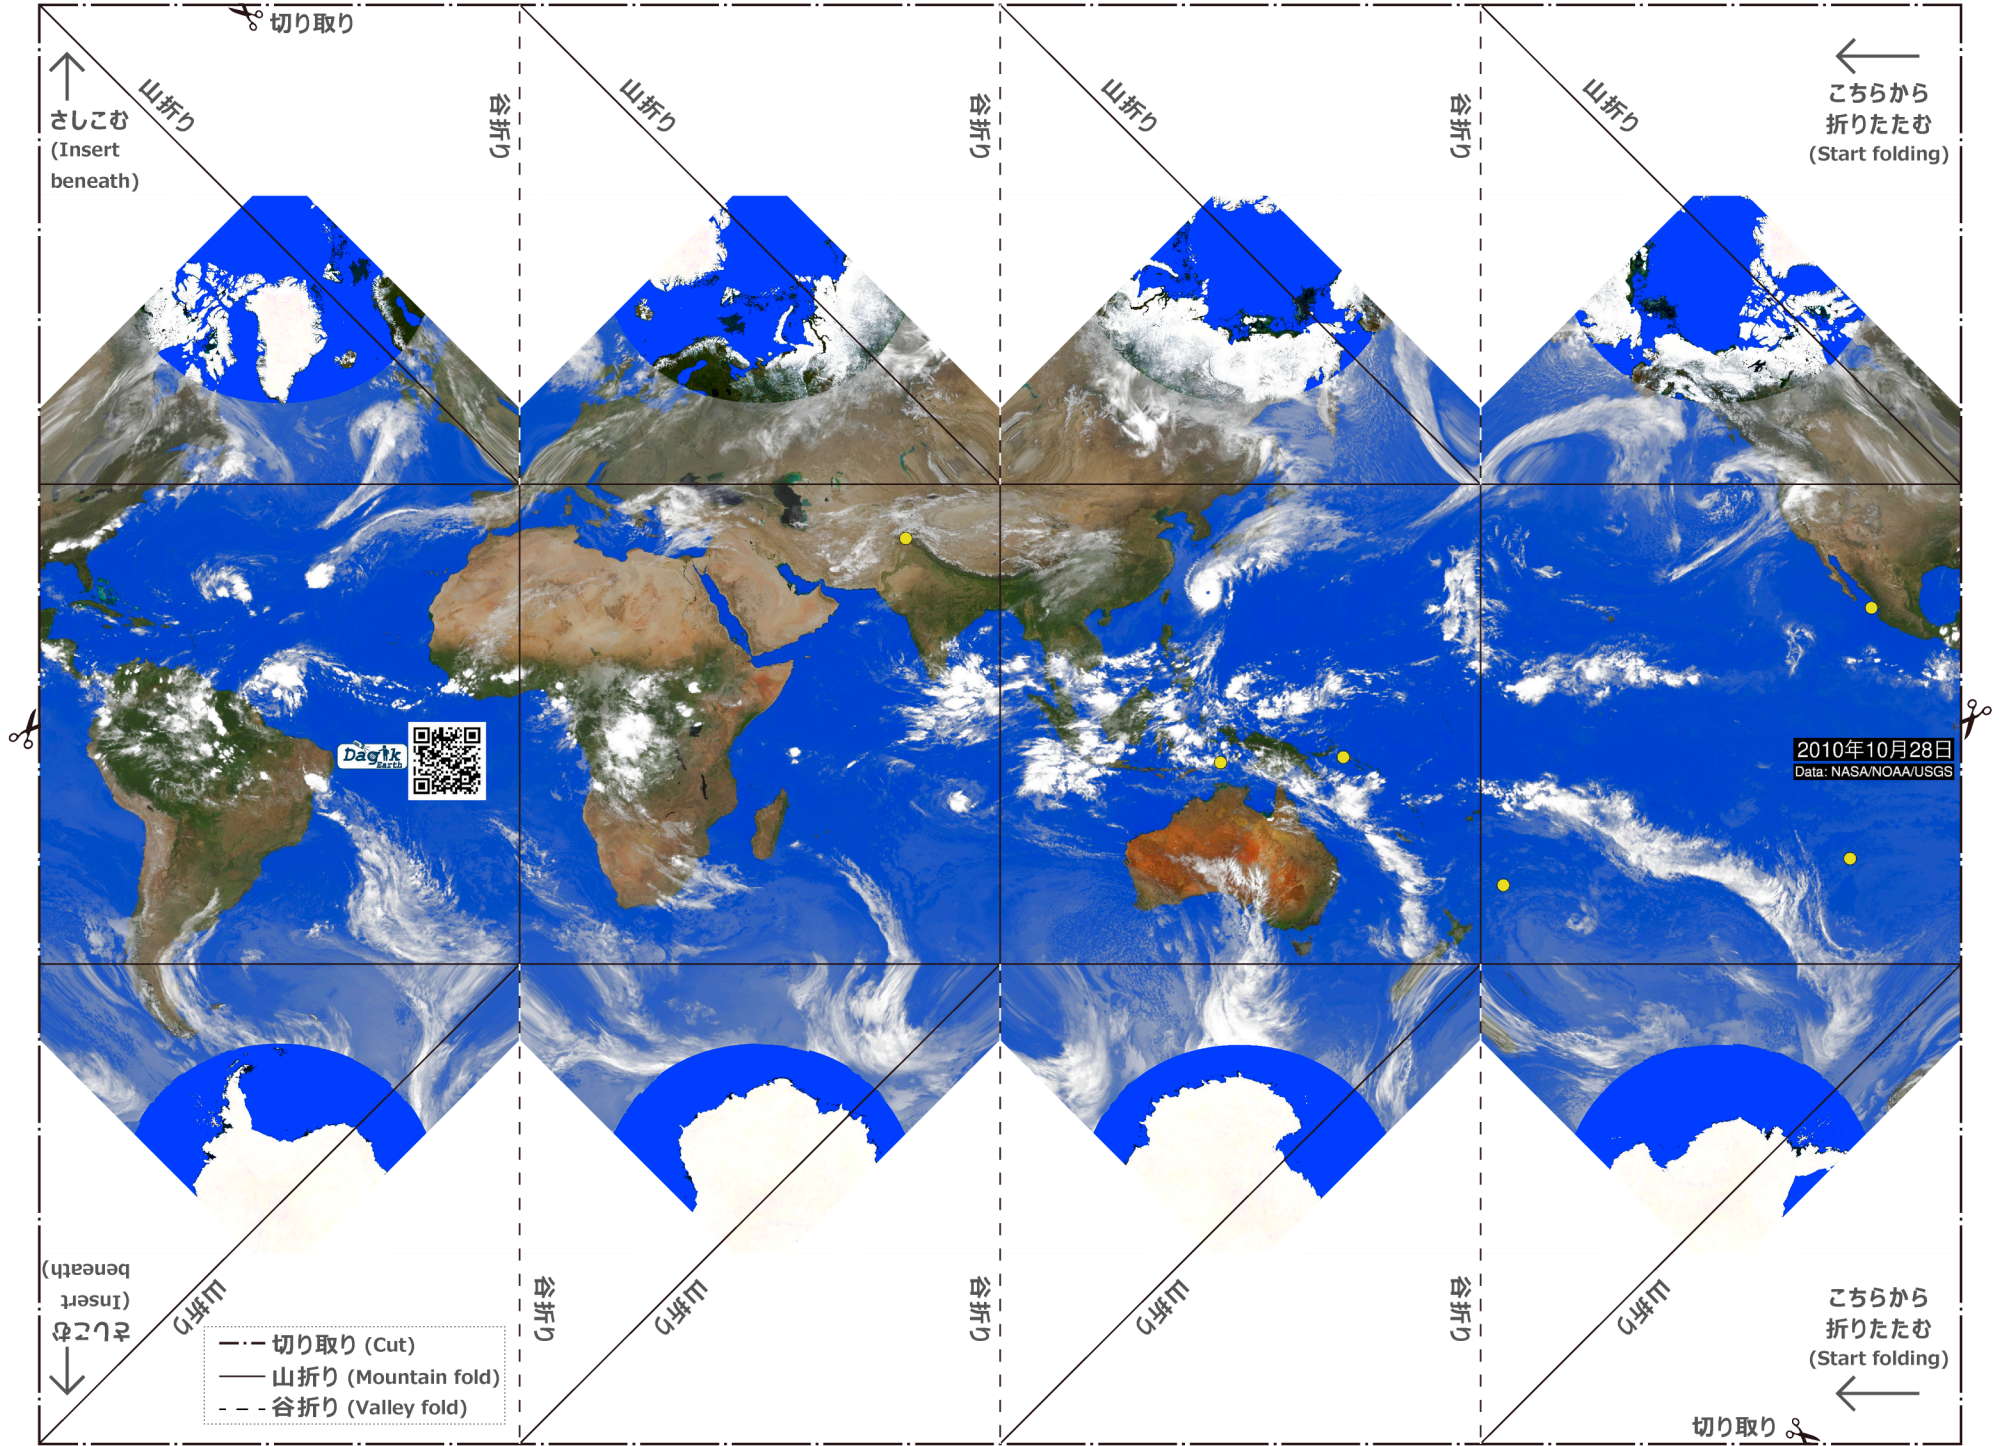 切り取り
山折り
山折り
山折り
山折り
谷折り
谷折り
谷折り
さしこむ
(Insert
beneath)
こちらから
折りたたむ
(Start folding)
Dagik
Earth
2010年10月28日
Data: NASA/NOAA/USGS
さしこむ
(Insert
beneath)
山折り
山折り
山折り
山折り
谷折り
谷折り
谷折り
こちらから
折りたたむ
(Start folding)
切り取り (Cut)
山折り (Mountain fold)
谷折り (Valley fold)
切り取り